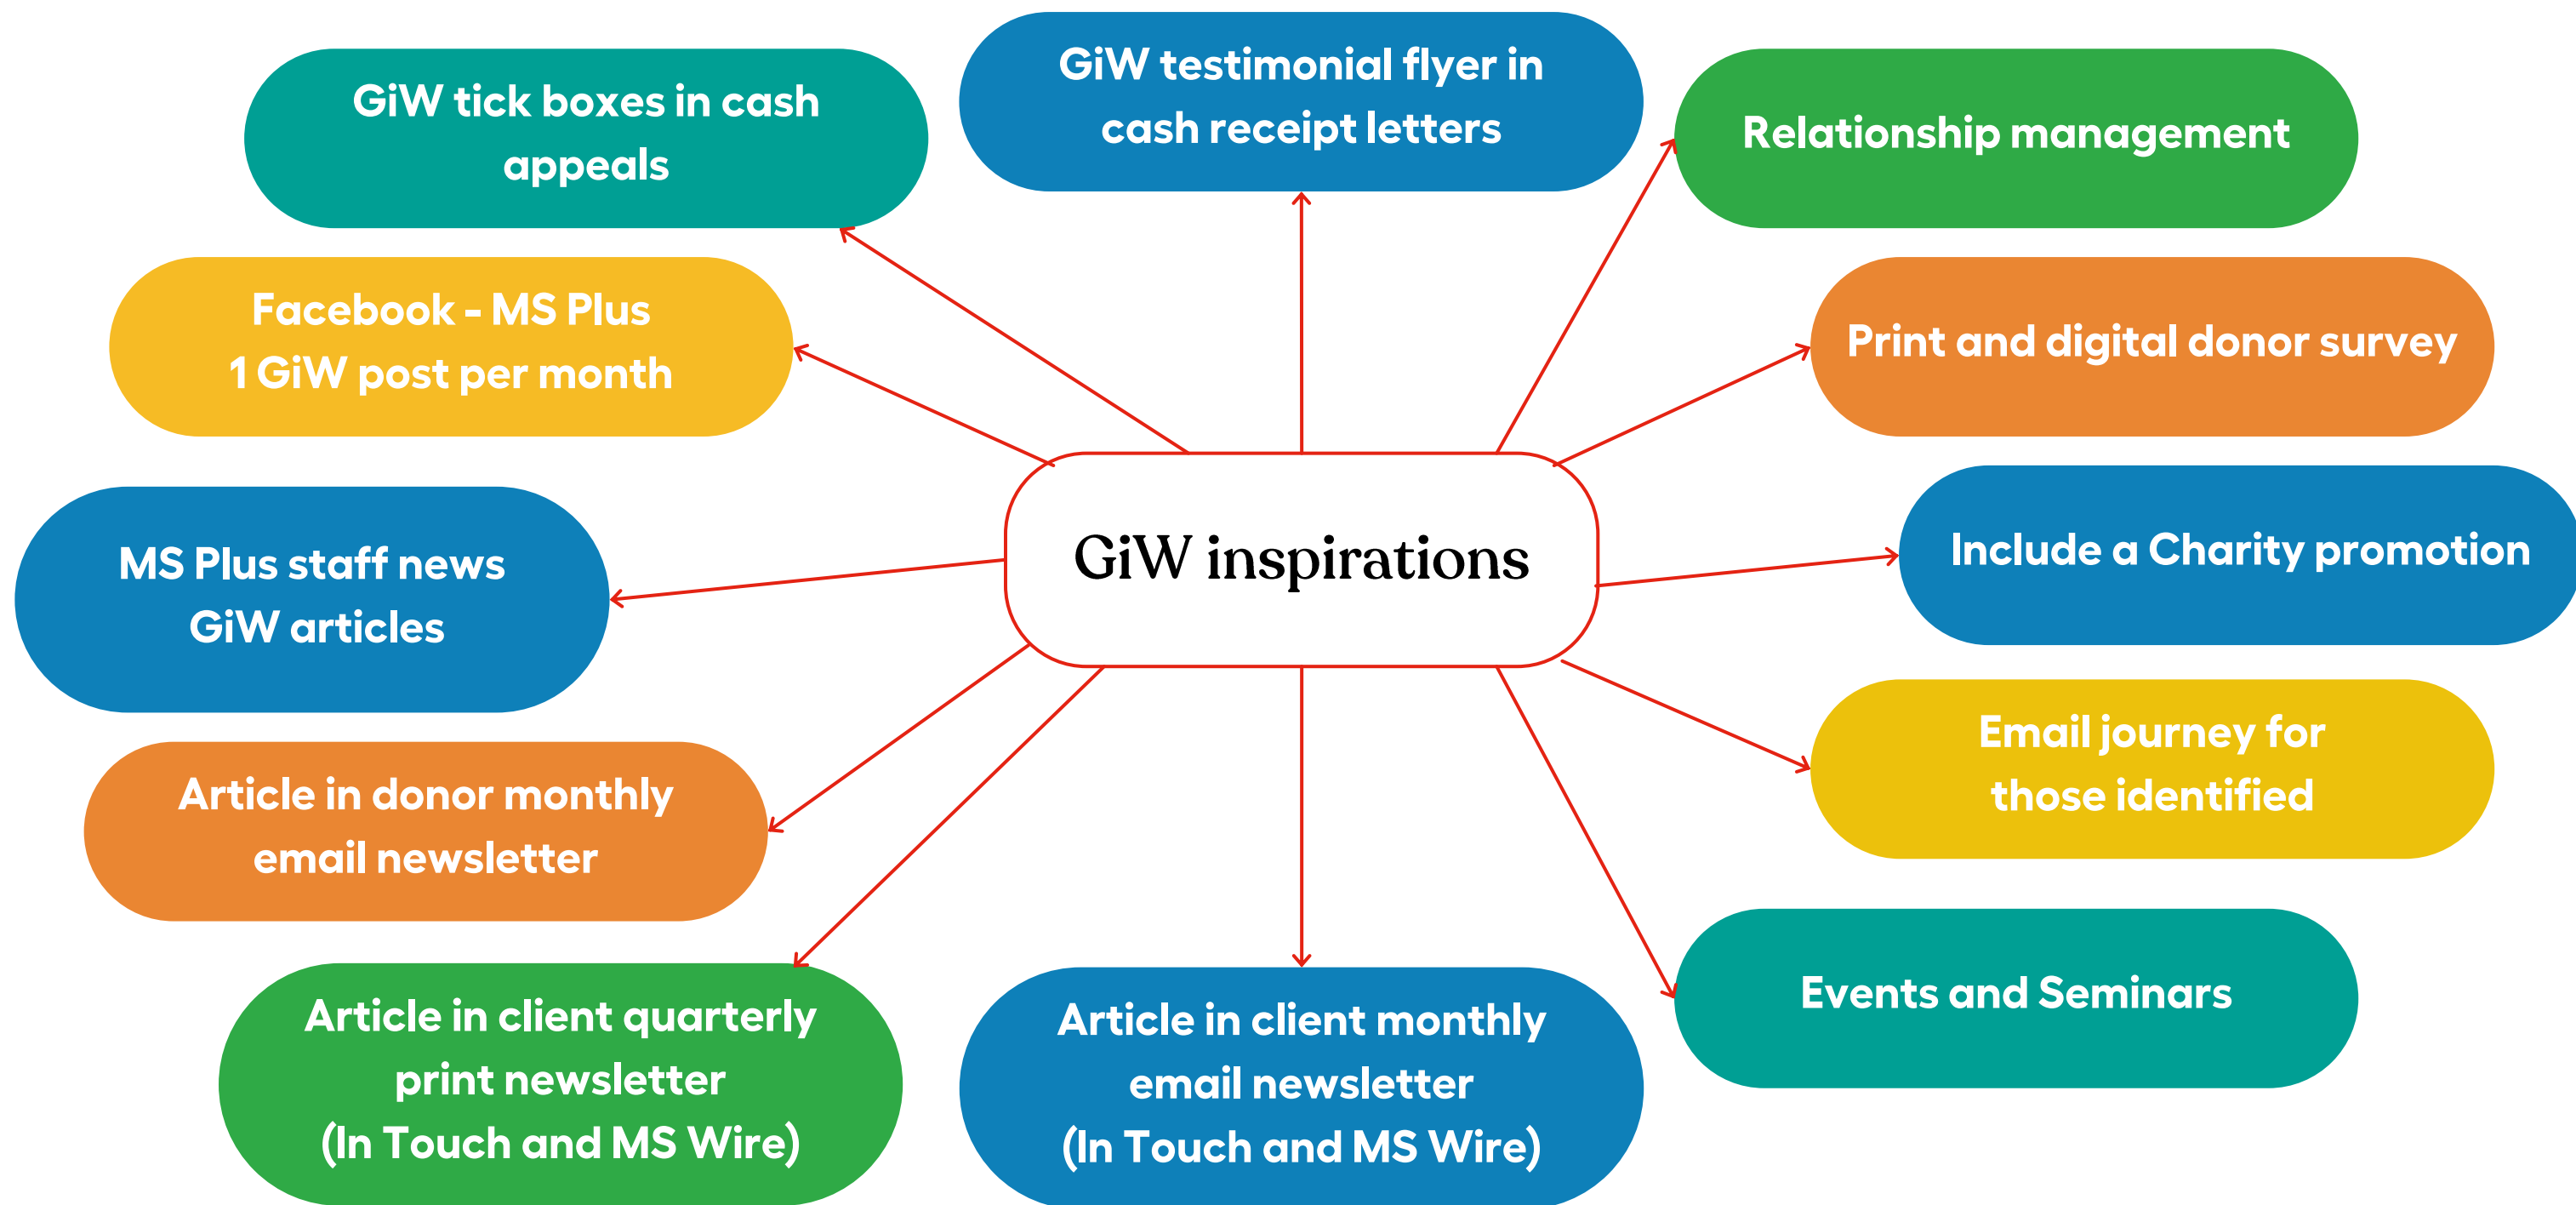 GiW testimonial flyer in
cash receipt letters
GiW tick boxes in cash
appeals
Relationship management
Facebook - MS Plus
1 GiW post per month
Print and digital donor survey
MS Plus staff news
GiW articles
GiW inspirations
Include a Charity promotion
Article in donor monthly
email newsletter
Email journey for
those identified
Article in client quarterly
print newsletter
(In Touch and MS Wire)
Article in client monthly
email newsletter
(In Touch and MS Wire)
Events and Seminars